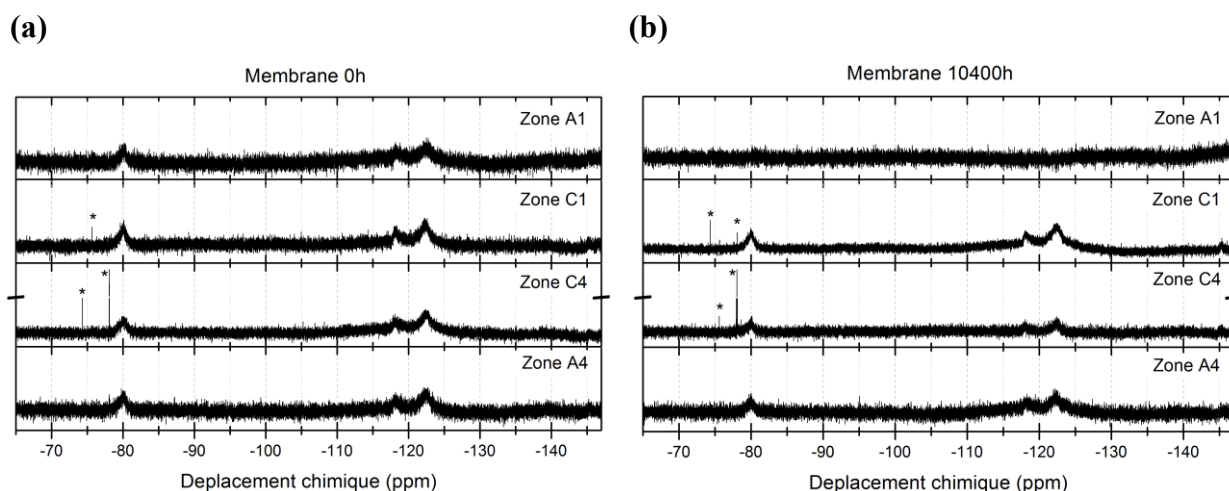 (a)
(b)
Membrane 0h
Membrane 10400h
Zone A1
*
Zone C1
* *
Zone C4
Zone A4
-70 -80 -90 -100 -110 -120 -130 -140
Deplacement chimique (ppm)
Zone A1
* *
Zone C1
* *
Zone C4
Zone A4
-70 -80 -90 -100 -110 -120 -130 -140
Deplacement chimique (ppm)